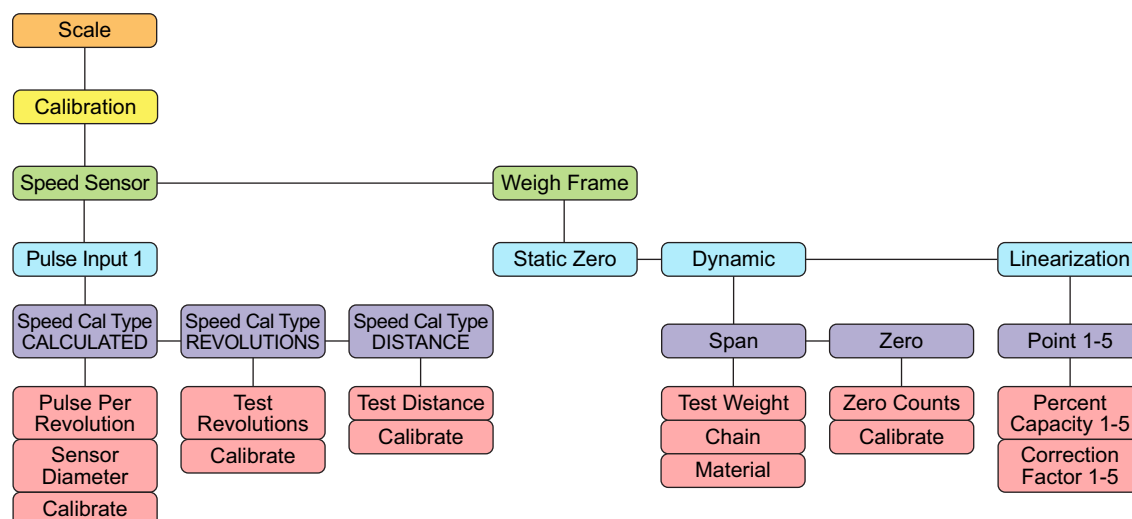 Scale
Calibration
Speed Sensor
Weigh Frame
Pulse Input 1
Static Zero
Dynamic
Linearization
Speed Cal Type
CALCULATED
Speed Cal Type
REVOLUTIONS
Speed Cal Type
DISTANCE
Span
Zero
Point 1-5
Pulse Per
Revolution
Sensor
Diameter
Calibrate
Test
Revolutions
Calibrate
Test Distance
Calibrate
Test Weight
Chain
Material
Zero Counts
Calibrate
Percent
Capacity 1-5
Correction
Factor 1-5